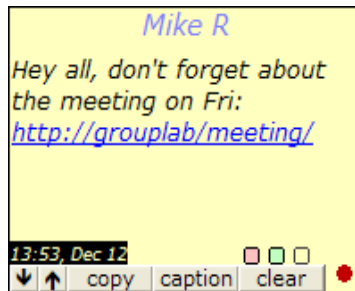 Mike R
Hey all, don't forget about
the meeting on Fri:
http://grouplab/meeting/
13:53, Dec 12
copy caption clear